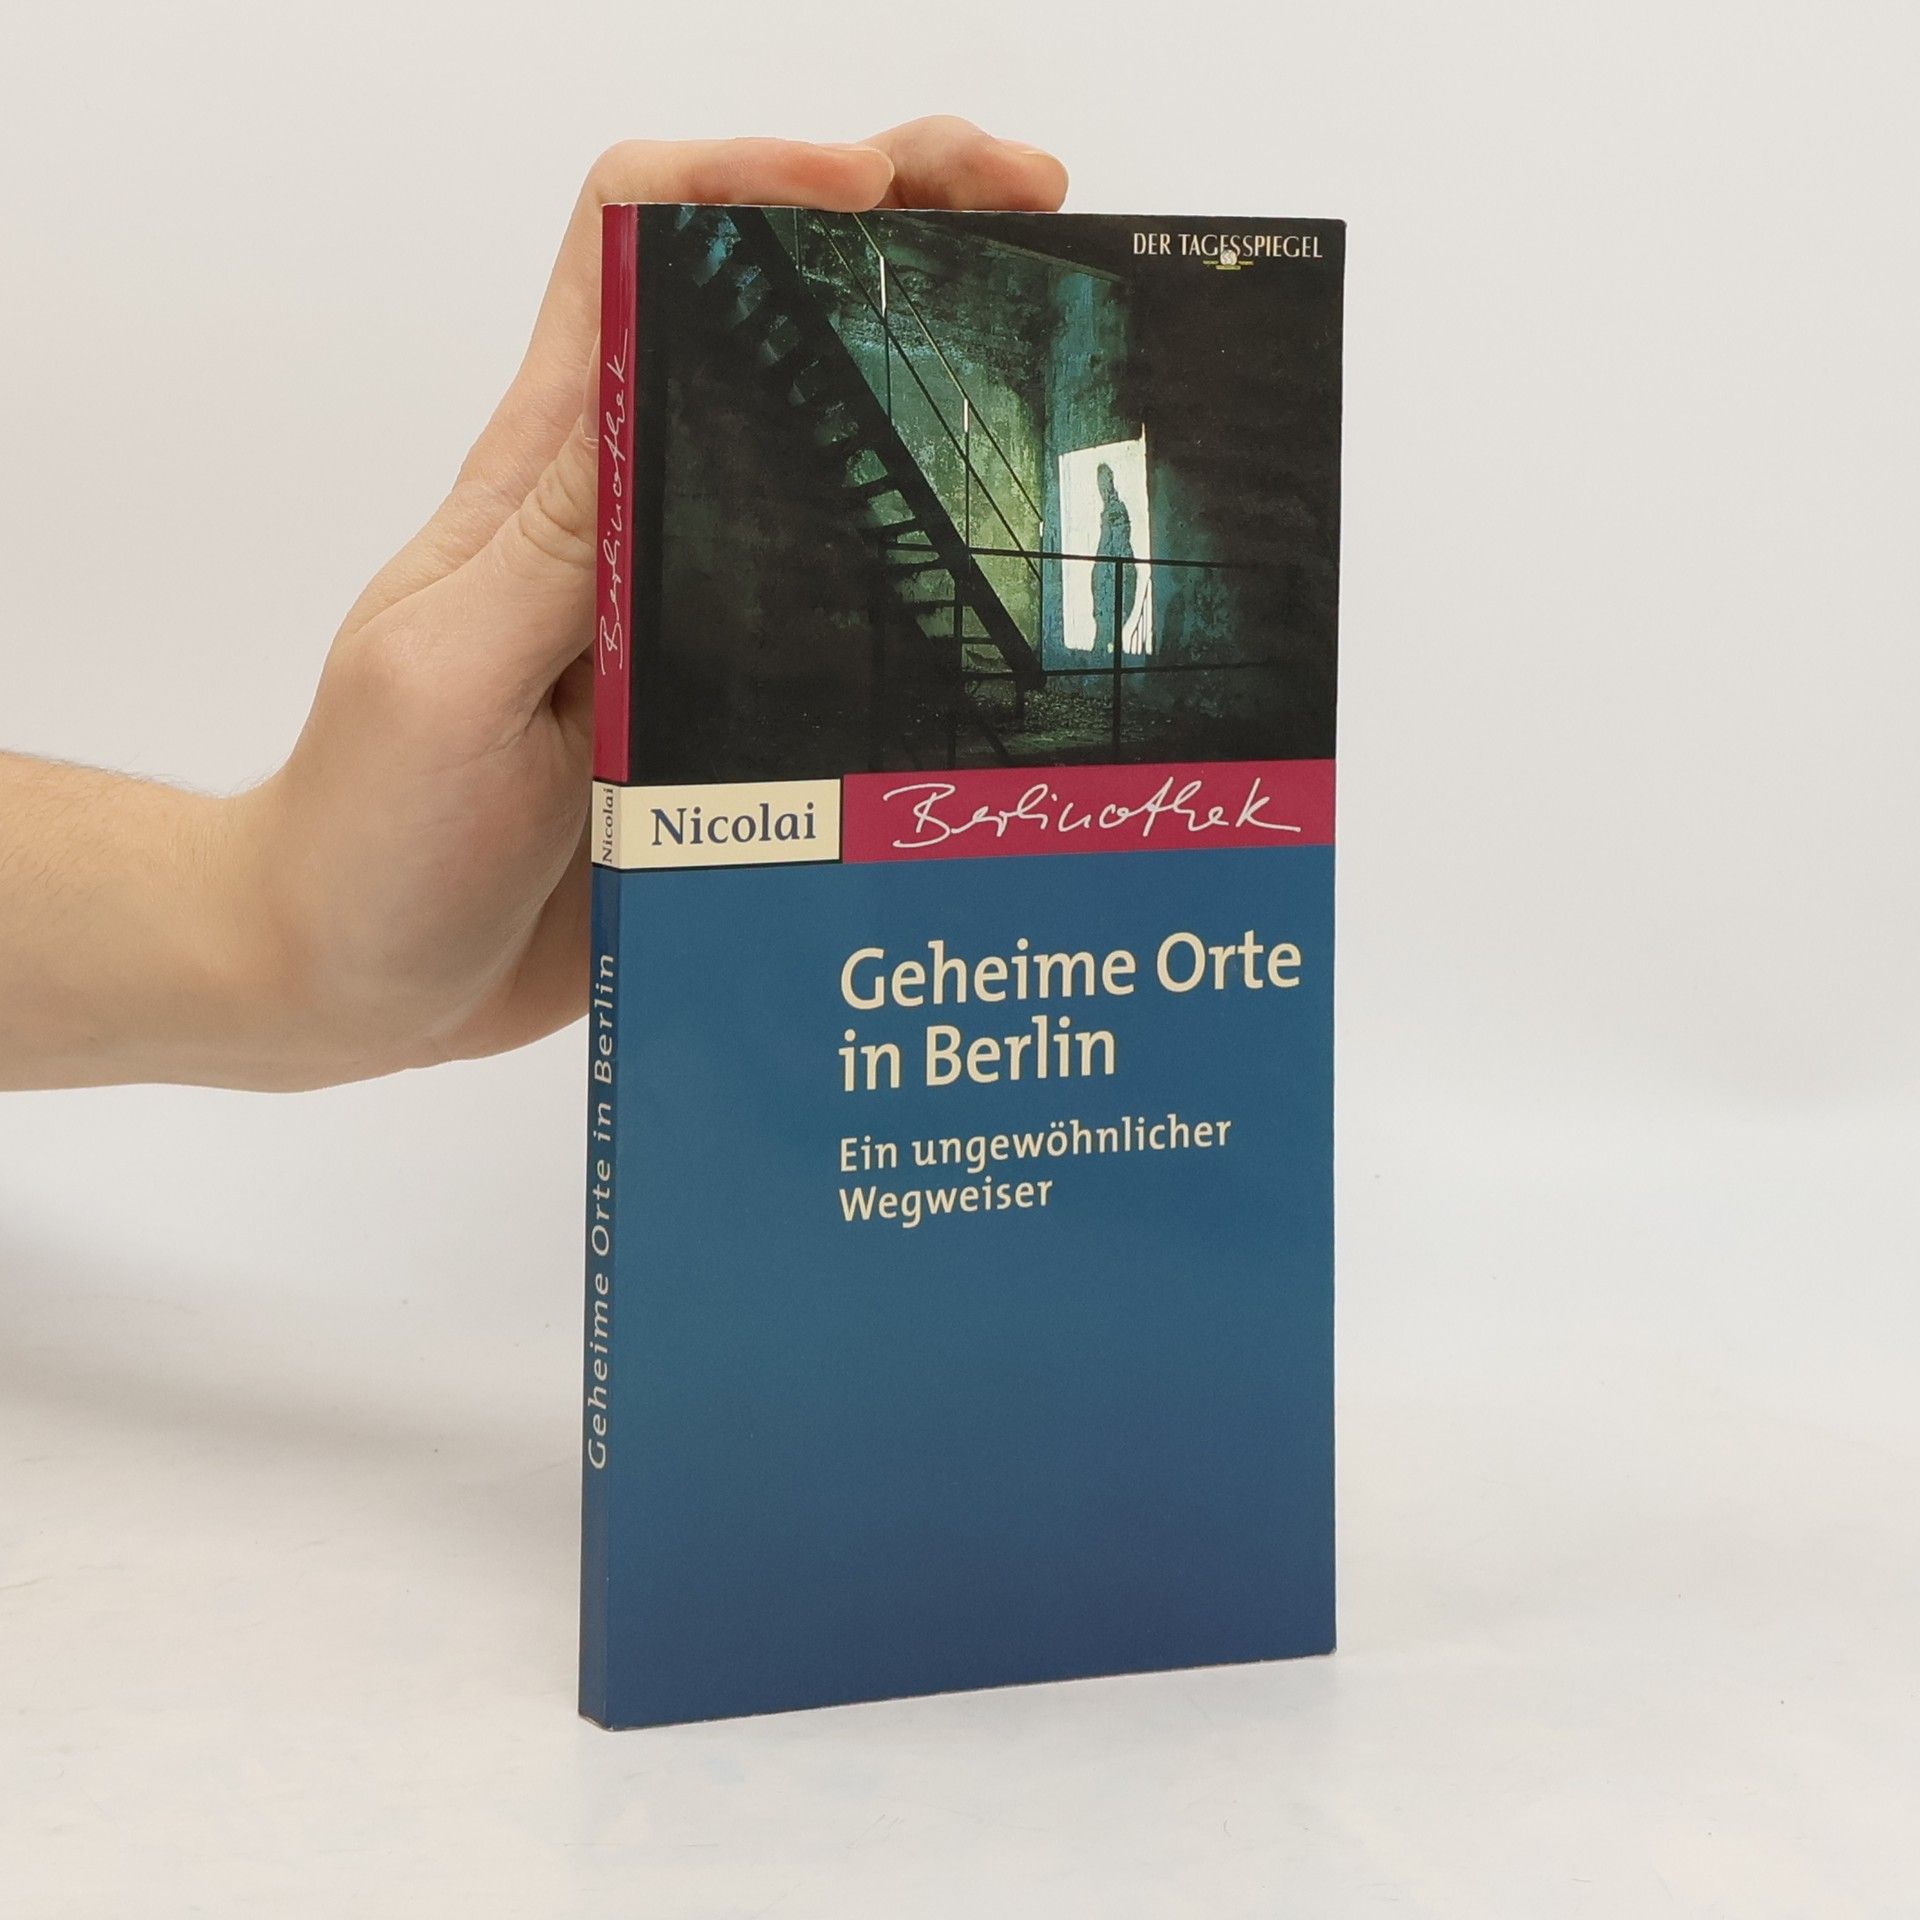 DER TAGESSPIEGEL
Nicolai
Berlinothek
Geheime Orte
in Berlin
Ein ungewöhnlicher
Wegweiser
Berlinothek
Nicolai
Geheime Orte in Berlin